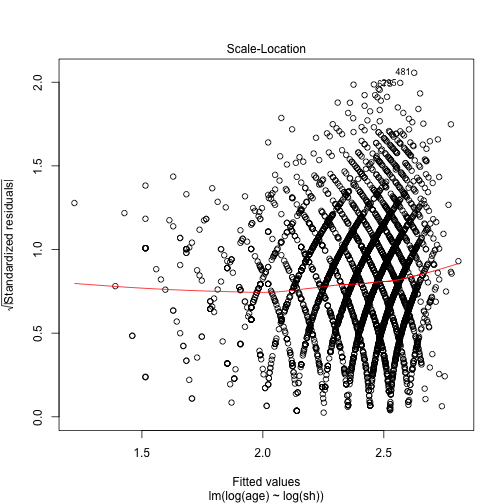 Scale-Location
481
295
2.0
1.5
1.0
0.5
0.0
√|Standardized residuals|
1.5 2.0 2.5
Fitted values
lm(log(age) ~ log(sh))